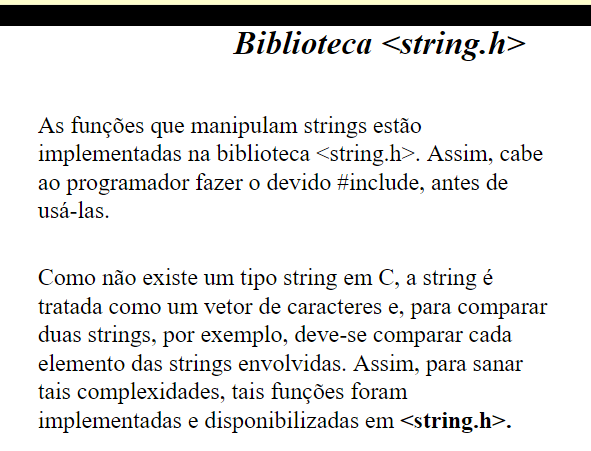 Biblioteca <string.h>
As funções que manipulam strings estão
implementadas na biblioteca <string.h>. Assim, cabe
ao programador fazer o devido #include, antes de
usá-las.
Como não existe um tipo string em C, a string é
tratada como um vetor de caracteres e, para comparar
duas strings, por exemplo, deve-se comparar cada
elemento das strings envolvidas. Assim, para sanar
tais complexidades, tais funções foram
implementadas e disponibilizadas em <string.h>.